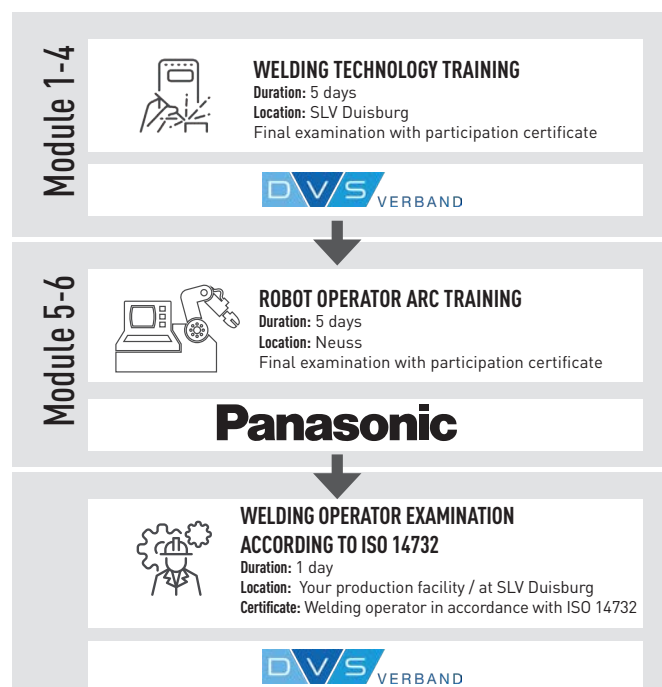 Module 1-4
WELDING TECHNOLOGY TRAINING
Duration: 5 days
Location: SLV Duisburg
Final examination with participation certificate
DVS VERBAND
Module 5-6
ROBOT OPERATOR ARC TRAINING
Duration: 5 days
Location: Neuss
Final examination with participation certificate
Panasonic
WELDING OPERATOR EXAMINATION
ACCORDING TO ISO 14732
Duration: 1 day
Location: Your production facility / at SLV Duisburg
Certificate: Welding operator in accordance with ISO 14732
DVS VERBAND